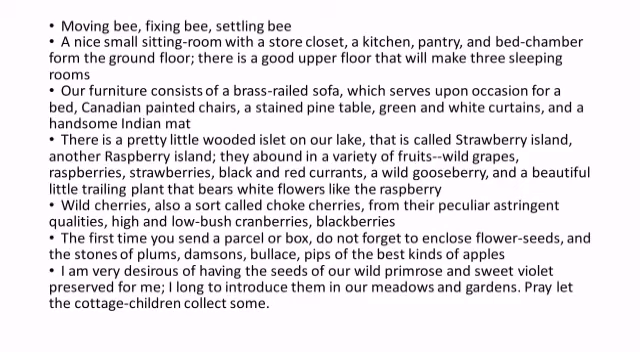 • Moving bee, fixing bee, settling bee
• A nice small sitting-room with a store closet, a kitchen, pantry, and bed-chamber
form the ground floor; there is a good upper floor that will make three sleeping
rooms
• Our furniture consists of a brass-railed sofa, which serves upon occasion for a
bed, Canadian painted chairs, a stained pine table, green and white curtains, and a
handsome Indian mat
• There is a pretty little wooded islet on our lake, that is called Strawberry island,
another Raspberry island; they abound in a variety of fruits--wild grapes,
raspberries, strawberries, black and red currants, a wild gooseberry, and a beautiful
little trailing plant that bears white flowers like the raspberry
• Wild cherries, also a sort called choke cherries, from their peculiar astringent
qualities, high and low-bush cranberries, blackberries
• The first time you send a parcel or box, do not forget to enclose flower-seeds, and
the stones of plums, damsons, bullace, pips of the best kinds of apples
• I am very desirous of having the seeds of our wild primrose and sweet violet
preserved for me; I long to introduce them in our meadows and gardens. Pray let
the cottage-children collect some.